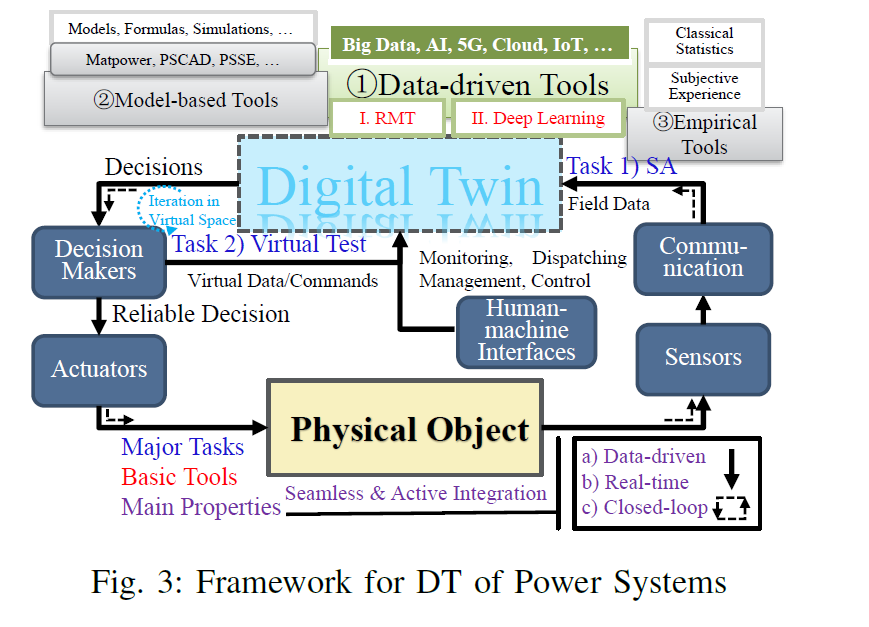 Models, Formulas, Simulations, …
Matpower, PSCAD, PSSE, …
②Model-based Tools
Big Data, AI, 5G, Cloud, IoT, …
①Data-driven Tools
I. RMT
II. Deep Learning
Classical
Statistics
Subjective
Experience
③Empirical
Tools
Decisions
Digital Twin
Task 1) SA
Field Data
Iteration in
Virtual Space
Decision
Makers
Task 2) Virtual Test
Virtual Data/Commands
Monitoring, Dispatching
Management, Control
Commu-
nication
Reliable Decision
Human-
machine
Interfaces
Actuators
Sensors
Physical Object
Major Tasks
Basic Tools
Main Properties
Seamless & Active Integration
a) Data-driven
b) Real-time
c) Closed-loop
Fig. 3: Framework for DT of Power Systems